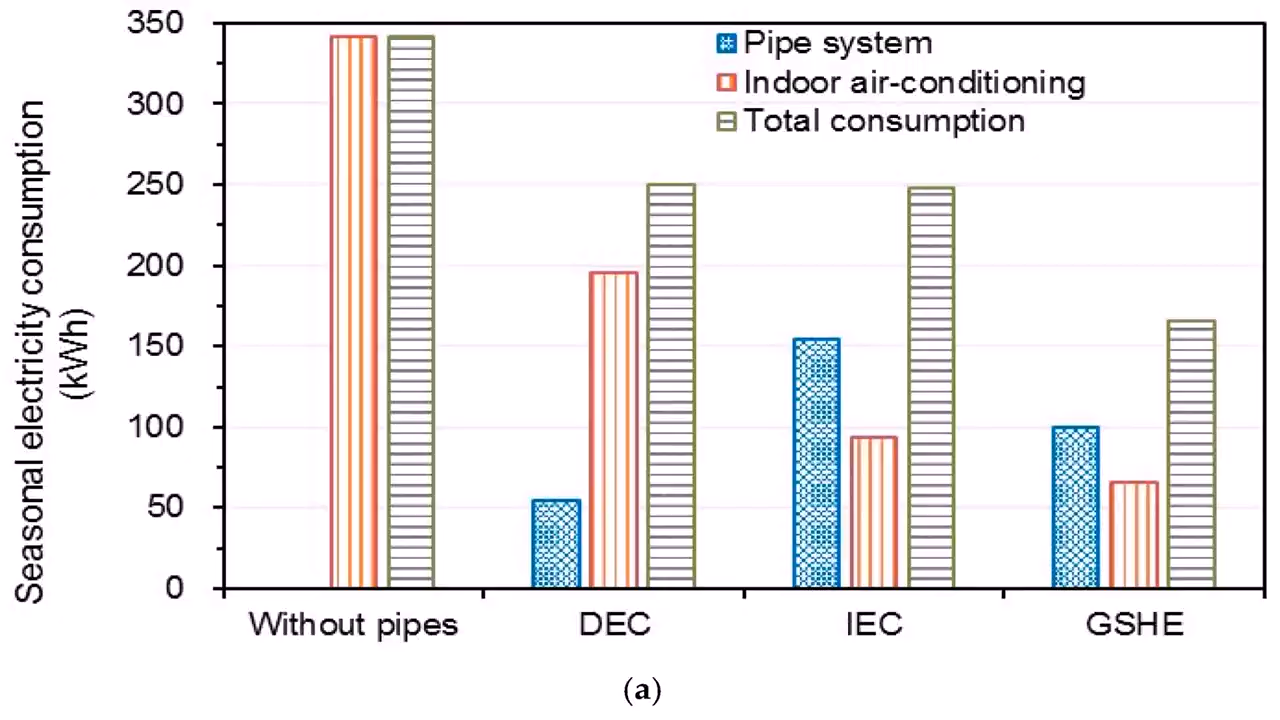 Seasonal electricity consumption
(kWh)
350
300
250
200
150
100
50
0
Pipe system
Indoor air-conditioning
Total consumption
Without pipes
DEC
IEC
GSHE
(a)